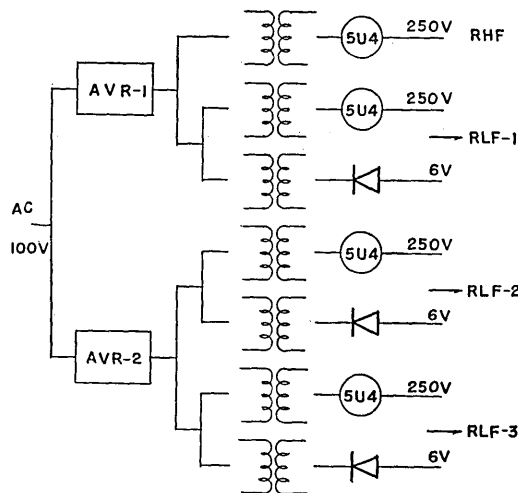 5U4 250V RHF
AVR-1
5U4 250V
RLF-1
6V
AC
100V
5U4 250V
RLF-2
6V
AVR-2
5U4 250V
RLF-3
6V